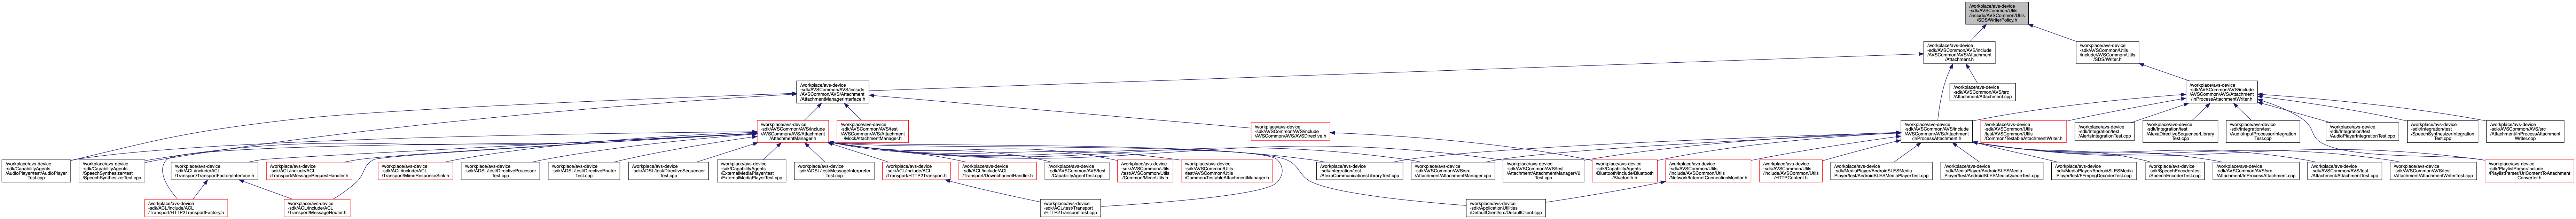 /workplace/avs-device
-sdk/AVSCommon/Utils
/include/AVSCommon/Utils
/SDS/WriterPolicy.h
/workplace/avs-device
-sdk/AVSCommon/AVS/include
/AVSCommon/AVS/Attachment
/Attachment.h
/workplace/avs-device
-sdk/AVSCommon/Utils
/include/AVSCommon/Utils
/SDS/Writer.h
/workplace/avs-device
-sdk/AVSCommon/AVS/include
/AVSCommon/AVS/Attachment
/AttachmentManagerInterface.h
/workplace/avs-device
-sdk/AVSCommon/AVS/src
/Attachment/Attachment.cpp
/workplace/avs-device
-sdk/AVSCommon/AVS/include
/AVSCommon/AVS/Attachment
/InProcessAttachmentWriter.h
/workplace/avs-device
-sdk/AVSCommon/AVS/include
/AVSCommon/AVS/Attachment
/AttachmentManager.h
/workplace/avs-device
-sdk/AVSCommon/AVS/test
/AVSCommon/AVS/Attachment
/MockAttachmentManager.h
/workplace/avs-device
-sdk/AVSCommon/AVS/include
/AVSCommon/AVS/AVSDirective.h
/workplace/avs-device
-sdk/AVSCommon/AVS/include
/AVSCommon/AVS/Attachment
/InProcessAttachment.h
/workplace/avs-device
-sdk/AVSCommon/Utils
/test/AVSCommon/Utils
/Common/TestableAttachmentWriter.h
/workplace/avs-device
-sdk/Integration/test
/AlertsIntegrationTest.cpp
/workplace/avs-device
-sdk/Integration/test
/AlexaDirectiveSequencerLibrary
Test.cpp
/workplace/avs-device
-sdk/Integration/test
/AudioInputProcessorIntegration
Test.cpp
/workplace/avs-device
-sdk/Integration/test
/AudioPlayerIntegrationTest.cpp
/workplace/avs-device
-sdk/Integration/test
/SpeechSynthesizerIntegration
Test.cpp
/workplace/avs-device
-sdk/AVSCommon/AVS/src
/Attachment/InProcessAttachment
Writer.cpp
/workplace/avs-device
-sdk/CapabilityAgents
/AudioPlayer/test/AudioPlayer
Test.cpp
/workplace/avs-device
-sdk/CapabilityAgents
/SpeechSynthesizer/test
/SpeechSynthesizerTest.cpp
/workplace/avs-device
-sdk/ACL/include/ACL
/Transport/TransportFactoryInterface.h
/workplace/avs-device
-sdk/ACL/include/ACL
/Transport/MessageRequestHandler.h
/workplace/avs-device
-sdk/ACL/include/ACL
/Transport/MimeResponseSink.h
/workplace/avs-device
-sdk/ADSL/test/DirectiveProcessor
Test.cpp
/workplace/avs-device
-sdk/ADSL/test/DirectiveRouter
Test.cpp
/workplace/avs-device
-sdk/ADSL/test/DirectiveSequencer
Test.cpp
/workplace/avs-device
-sdk/CapabilityAgents
/ExternalMediaPlayer/test
/ExternalMediaPlayerTest.cpp
/workplace/avs-device
-sdk/ADSL/test/MessageInterpreter
Test.cpp
/workplace/avs-device
-sdk/ACL/include/ACL
/Transport/HTTP2Transport.h
/workplace/avs-device
-sdk/ACL/include/ACL
/Transport/DownchannelHandler.h
/workplace/avs-device
-sdk/AVSCommon/AVS/test
/CapabilityAgentTest.cpp
/workplace/avs-device
-sdk/AVSCommon/Utils
/test/AVSCommon/Utils
/Common/MimeUtils.h
/workplace/avs-device
-sdk/AVSCommon/Utils
/test/AVSCommon/Utils
/Common/TestableAttachmentManager.h
/workplace/avs-device
-sdk/Integration/test
/AlexaCommunicationsLibraryTest.cpp
/workplace/avs-device
-sdk/AVSCommon/AVS/src
/Attachment/AttachmentManager.cpp
/workplace/avs-device
-sdk/AVSCommon/AVS/test
/Attachment/AttachmentManagerV2
Test.cpp
/workplace/avs-device
-sdk/CapabilityAgents
/Bluetooth/include/Bluetooth
/Bluetooth.h
/workplace/avs-device
-sdk/AVSCommon/Utils
/include/AVSCommon/Utils
/Network/InternetConnectionMonitor.h
/workplace/avs-device
-sdk/AVSCommon/Utils
/include/AVSCommon/Utils
/HTTPContent.h
/workplace/avs-device
-sdk/MediaPlayer/AndroidSLESMedia
Player/test/AndroidSLESMediaPlayerTest.cpp
/workplace/avs-device
-sdk/MediaPlayer/AndroidSLESMedia
Player/test/AndroidSLESMediaQueueTest.cpp
/workplace/avs-device
-sdk/MediaPlayer/AndroidSLESMedia
Player/test/FFmpegDecoderTest.cpp
/workplace/avs-device
-sdk/SpeechEncoder/test
/SpeechEncoderTest.cpp
/workplace/avs-device
-sdk/AVSCommon/AVS/src
/Attachment/InProcessAttachment.cpp
/workplace/avs-device
-sdk/AVSCommon/AVS/test
/Attachment/AttachmentTest.cpp
/workplace/avs-device
-sdk/AVSCommon/AVS/test
/Attachment/AttachmentWriterTest.cpp
/workplace/avs-device
-sdk/PlaylistParser/include
/PlaylistParser/UrlContentToAttachment
Converter.h
/workplace/avs-device
-sdk/ACL/include/ACL
/Transport/HTTP2TransportFactory.h
/workplace/avs-device
-sdk/ACL/include/ACL
/Transport/MessageRouter.h
/workplace/avs-device
-sdk/ACL/test/Transport
/HTTP2TransportTest.cpp
/workplace/avs-device
-sdk/ApplicationUtilities
/DefaultClient/src/DefaultClient.cpp